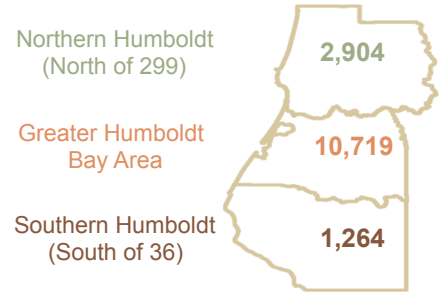 Northern Humboldt
(North of 299)
2,904
Greater Humboldt
Bay Area
10,719
Southern Humboldt
(South of 36)
1,264